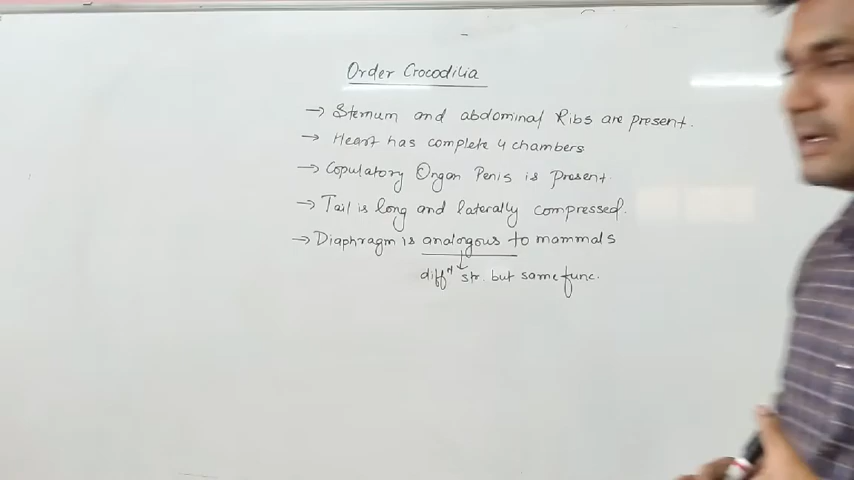 Order Crocodilia
→ Sternum and abdominal Ribs are present.
→ Heart has complete 4 chambers
→ Copulatory Organ Penis is Present.
→ Tail is long and laterally compressed.
→ Diaphragm is analogous to mammals
diffⁿ str. but same func.